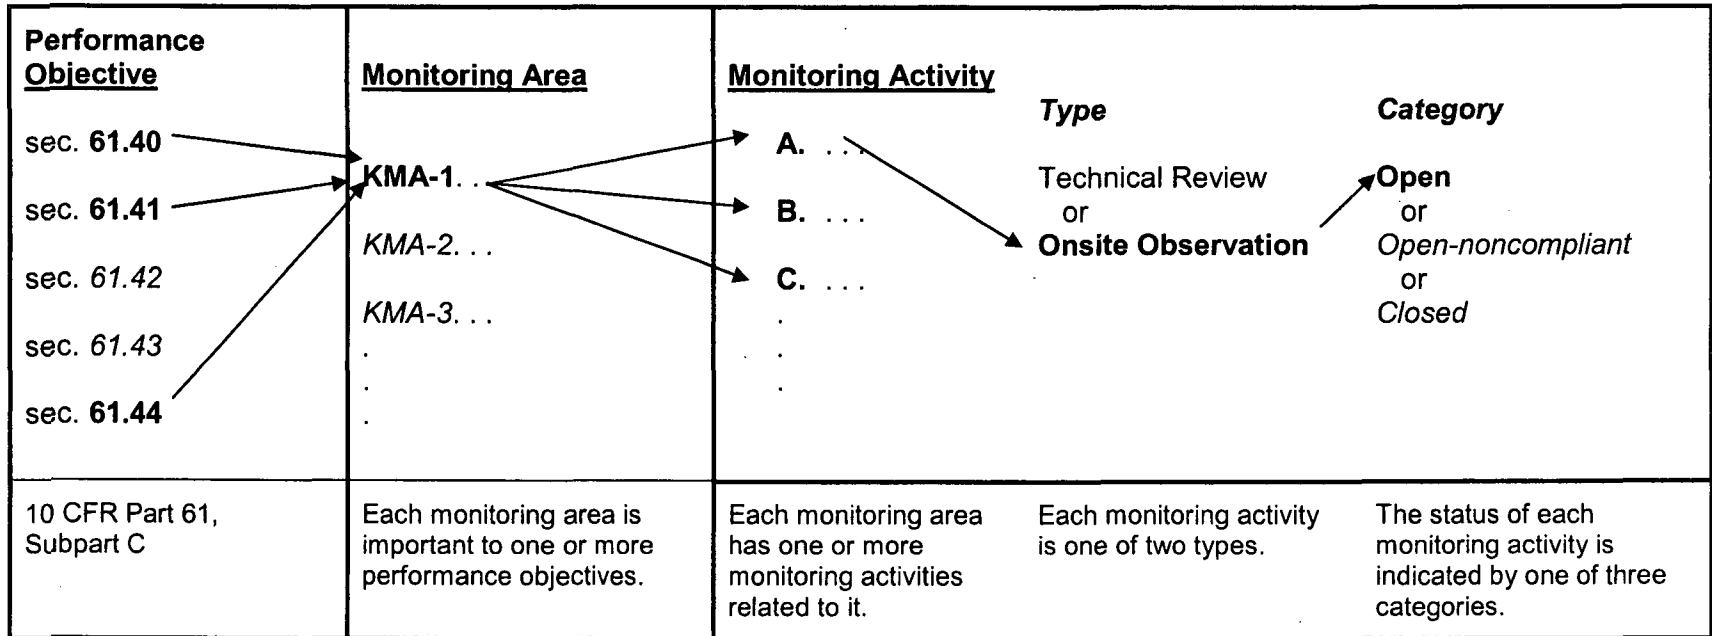 Performance
Objective
sec. 61.40
sec. 61.41
sec. 61.42
sec. 61.43
sec. 61.44
10 CFR Part 61,
Subpart C
Monitoring Area
KMA-1. . .
KMA-2. . .
KMA-3. . .
.
.
.
Each monitoring area is
important to one or more
performance objectives.
Monitoring Activity
A. . . .
B. . . .
C. . . .
.
.
.
Each monitoring area
has one or more
monitoring activities
related to it.
Type
Technical Review
or
Onsite Observation
Each monitoring activity
is one of two types.
Category
Open
or
Open-noncompliant
or
Closed
The status of each
monitoring activity is
indicated by one of three
categories.